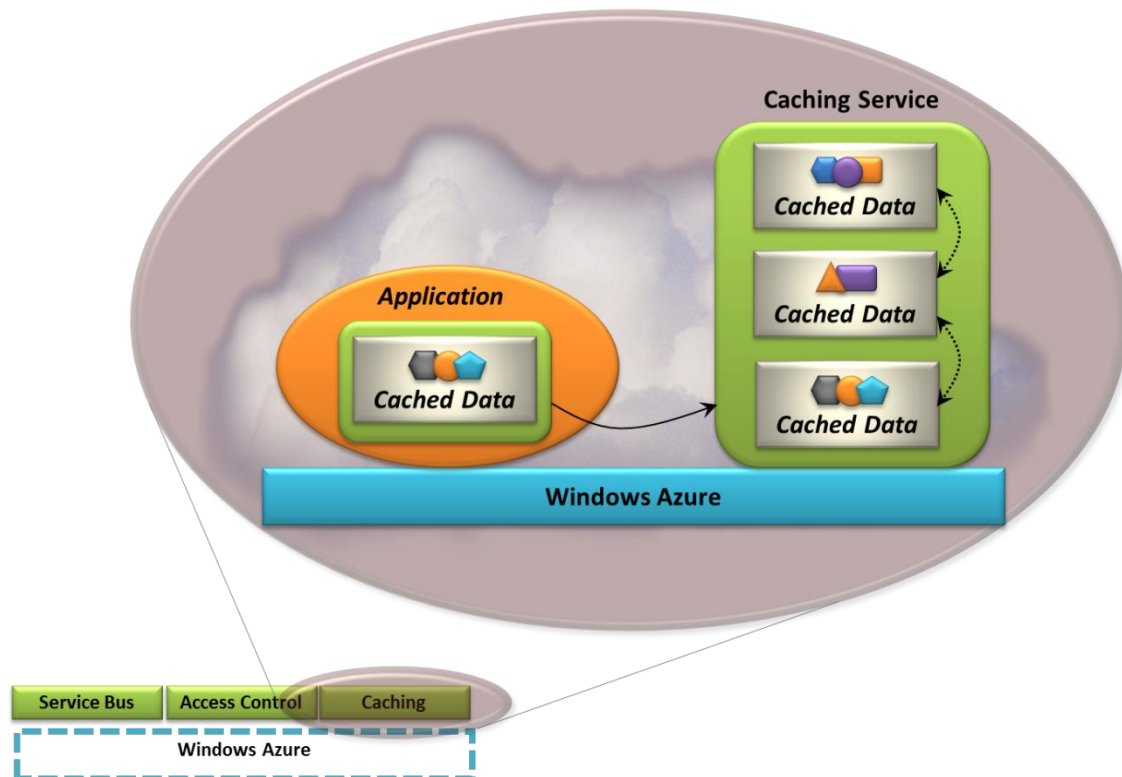 Caching Service
Cached Data
Cached Data
Application
Cached Data
Cached Data
Windows Azure
Service Bus
Access Control
Caching
Windows Azure